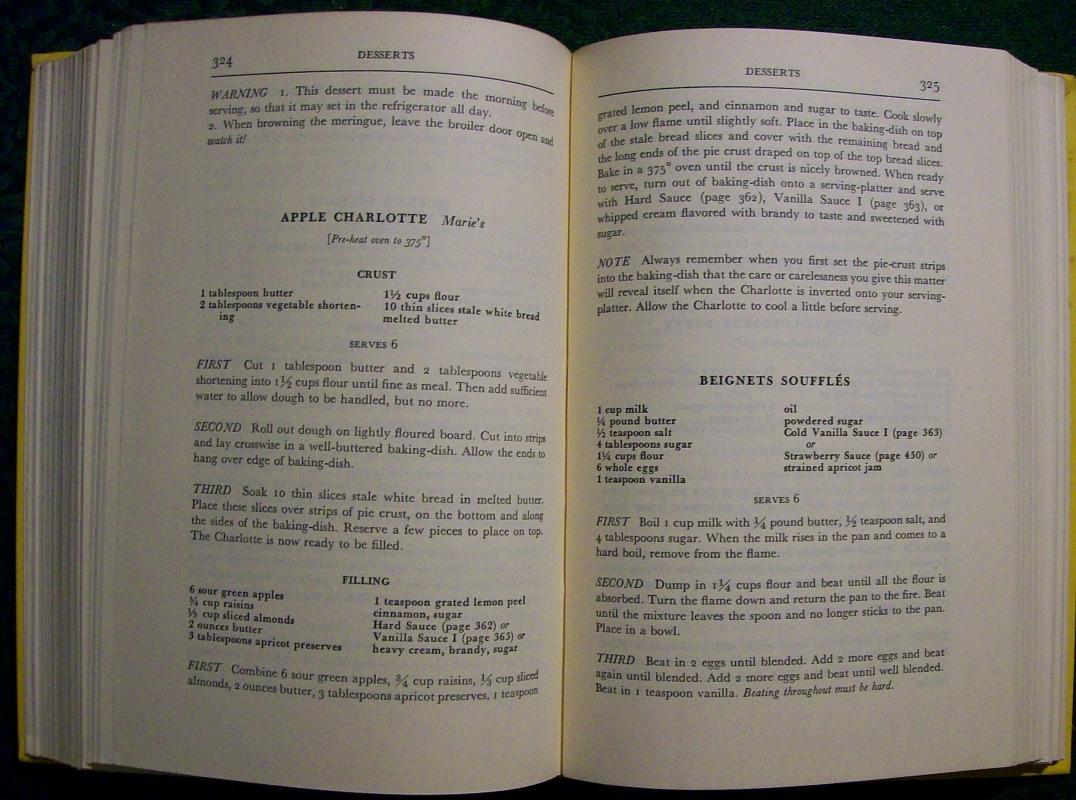 324
DESSERTS
WARNING 1. This dessert must be made the morning before
serving, so that it may set in the refrigerator all day.
2. When browning the meringue, leave the broiler door open and
watch it!
APPLE CHARLOTTE Marie's
[Pre-heat oven to 375°]
CRUST
1 tablespoon butter
2 tablespoons vegetable shorten-
ing
1½ cups flour
10 thin slices stale white bread
melted butter
SERVES 6
FIRST Cut 1 tablespoon butter and 2 tablespoons vegetable
shortening into 1½ cups flour until fine as meal. Then add sufficient
water to allow dough to be handled, but no more.
SECOND Roll out dough on lightly floured board. Cut into strips
and lay crosswise in a well-buttered baking-dish. Allow the ends to
hang over edge of baking-dish.
THIRD Soak 10 thin slices stale white bread in melted butter.
Place these slices over strips of pie crust, on the bottom and along
the sides of the baking-dish. Reserve a few pieces to place on top.
The Charlotte is now ready to be filled.
FILLING
6 sour green apples
¾ cup raisins
⅓ cup sliced almonds
2 ounces butter
3 tablespoons apricot preserves
1 teaspoon grated lemon peel
cinnamon, sugar
Hard Sauce (page 362) or
Vanilla Sauce I (page 363) or
heavy cream, brandy, sugar
FIRST Combine 6 sour green apples, ¾ cup raisins, ⅓ cup sliced
almonds, 2 ounces butter, 3 tablespoons apricot preserves, 1 teaspoon
DESSERTS
325
grated lemon peel, and cinnamon and sugar to taste. Cook slowly
over a low flame until slightly soft. Place in the baking-dish on top
of the stale bread slices and cover with the remaining bread and
the long ends of the pie crust draped on top of the top bread slices.
Bake in a 375° oven until the crust is nicely browned. When ready
to serve, turn out of baking-dish onto a serving-platter and serve
with Hard Sauce (page 362), Vanilla Sauce I (page 363), or
whipped cream flavored with brandy to taste and sweetened with
sugar.
NOTE Always remember when you first set the pie-crust strips
into the baking-dish that the care or carelessness you give this matter
will reveal itself when the Charlotte is inverted onto your serving-
platter. Allow the Charlotte to cool a little before serving.
BEIGNETS SOUFFLÉS
1 cup milk
¼ pound butter
½ teaspoon salt
4 tablespoons sugar
1¼ cups flour
6 whole eggs
1 teaspoon vanilla
oil
powdered sugar
Cold Vanilla Sauce I (page 363)
or
Strawberry Sauce (page 450) or
strained apricot jam
SERVES 6
FIRST Boil 1 cup milk with ¼ pound butter, ½ teaspoon salt, and
4 tablespoons sugar. When the milk rises in the pan and comes to a
hard boil, remove from the flame.
SECOND Dump in 1¼ cups flour and beat until all the flour is
absorbed. Turn the flame down and return the pan to the fire. Beat
until the mixture leaves the spoon and no longer sticks to the pan.
Place in a bowl.
THIRD Beat in 2 eggs until blended. Add 2 more eggs and beat
again until blended. Add 2 more eggs and beat until well blended.
Beat in 1 teaspoon vanilla. Beating throughout must be hard.